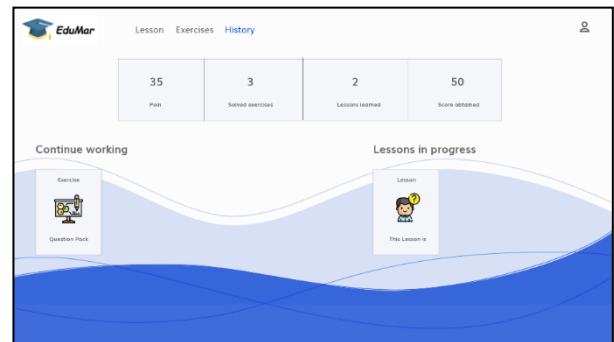 EduMar
Lesson Exercises History
35 3 2 50
Poin Solved exercises Lessons learned Score obtained
Continue working Lessons in progress
Exercise Lesson
Question Pack This Lesson is